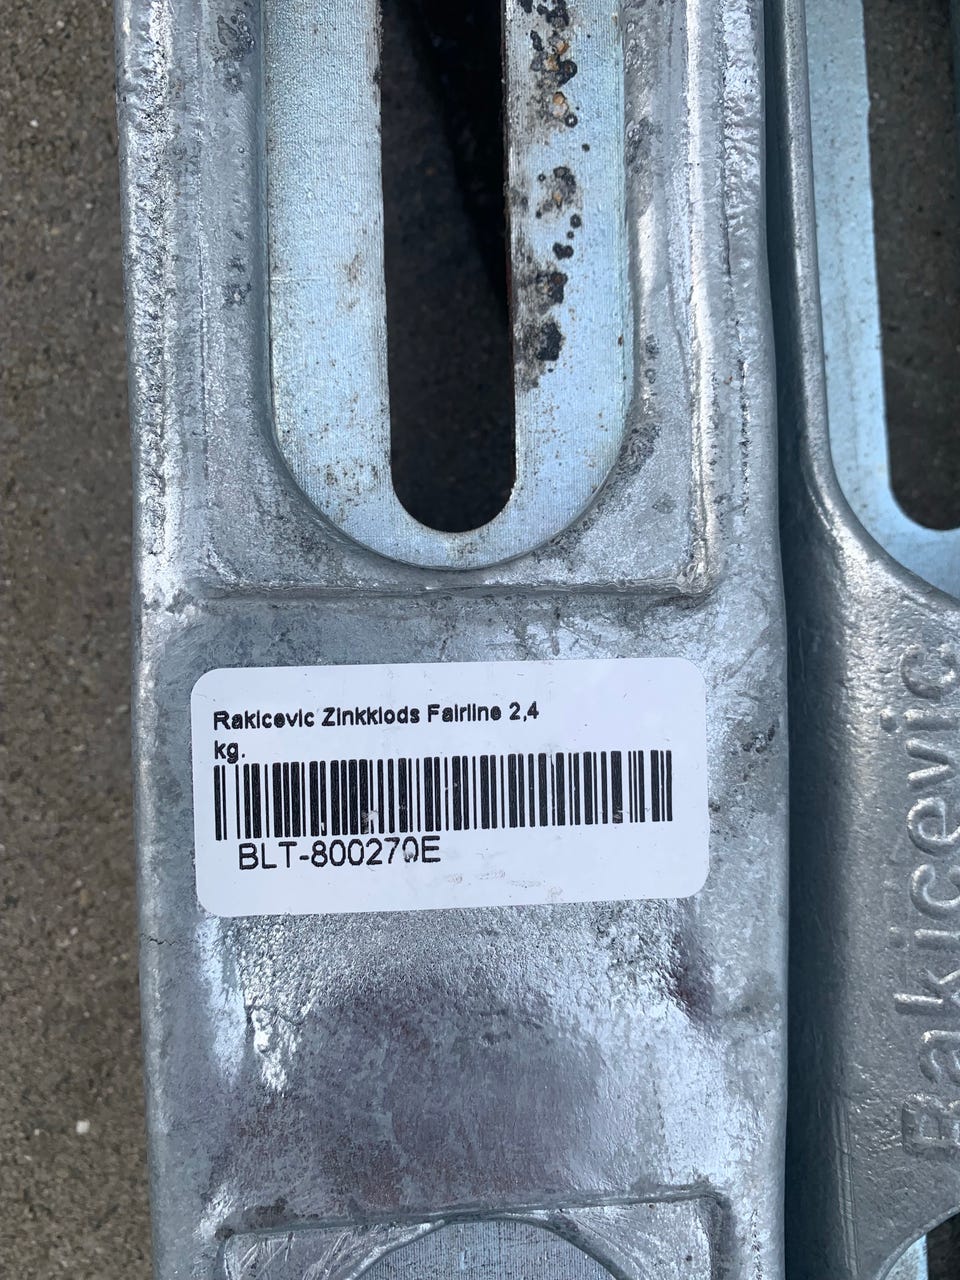 Rakicevic Zinkklods Fairline 2,4
kg.
BLT-800270E
Rakicevic